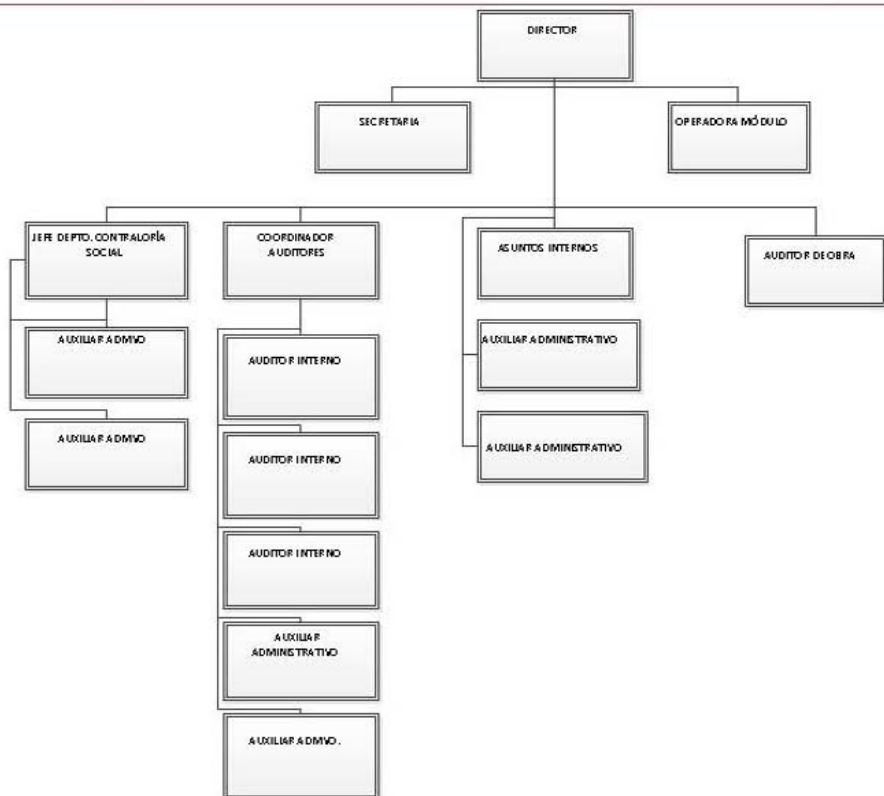 DIRECTOR
SECRETARIA
OPERADORA MÓDULO
JEFE DEPTO. CONTRALORÍA
SOCIAL
COORDINADOR
AUDITORES
ASUNTOS INTERNOS
AUDITOR DE OBRA
AUXILIAR ADMVO
AUXILIAR ADMVO
AUDITOR INTERNO
AUDITOR INTERNO
AUDITOR INTERNO
AUXILIAR
ADMINISTRATIVO
AUXILIAR ADMVO.
AUXILIAR ADMINISTRATIVO
AUXILIAR ADMINISTRATIVO